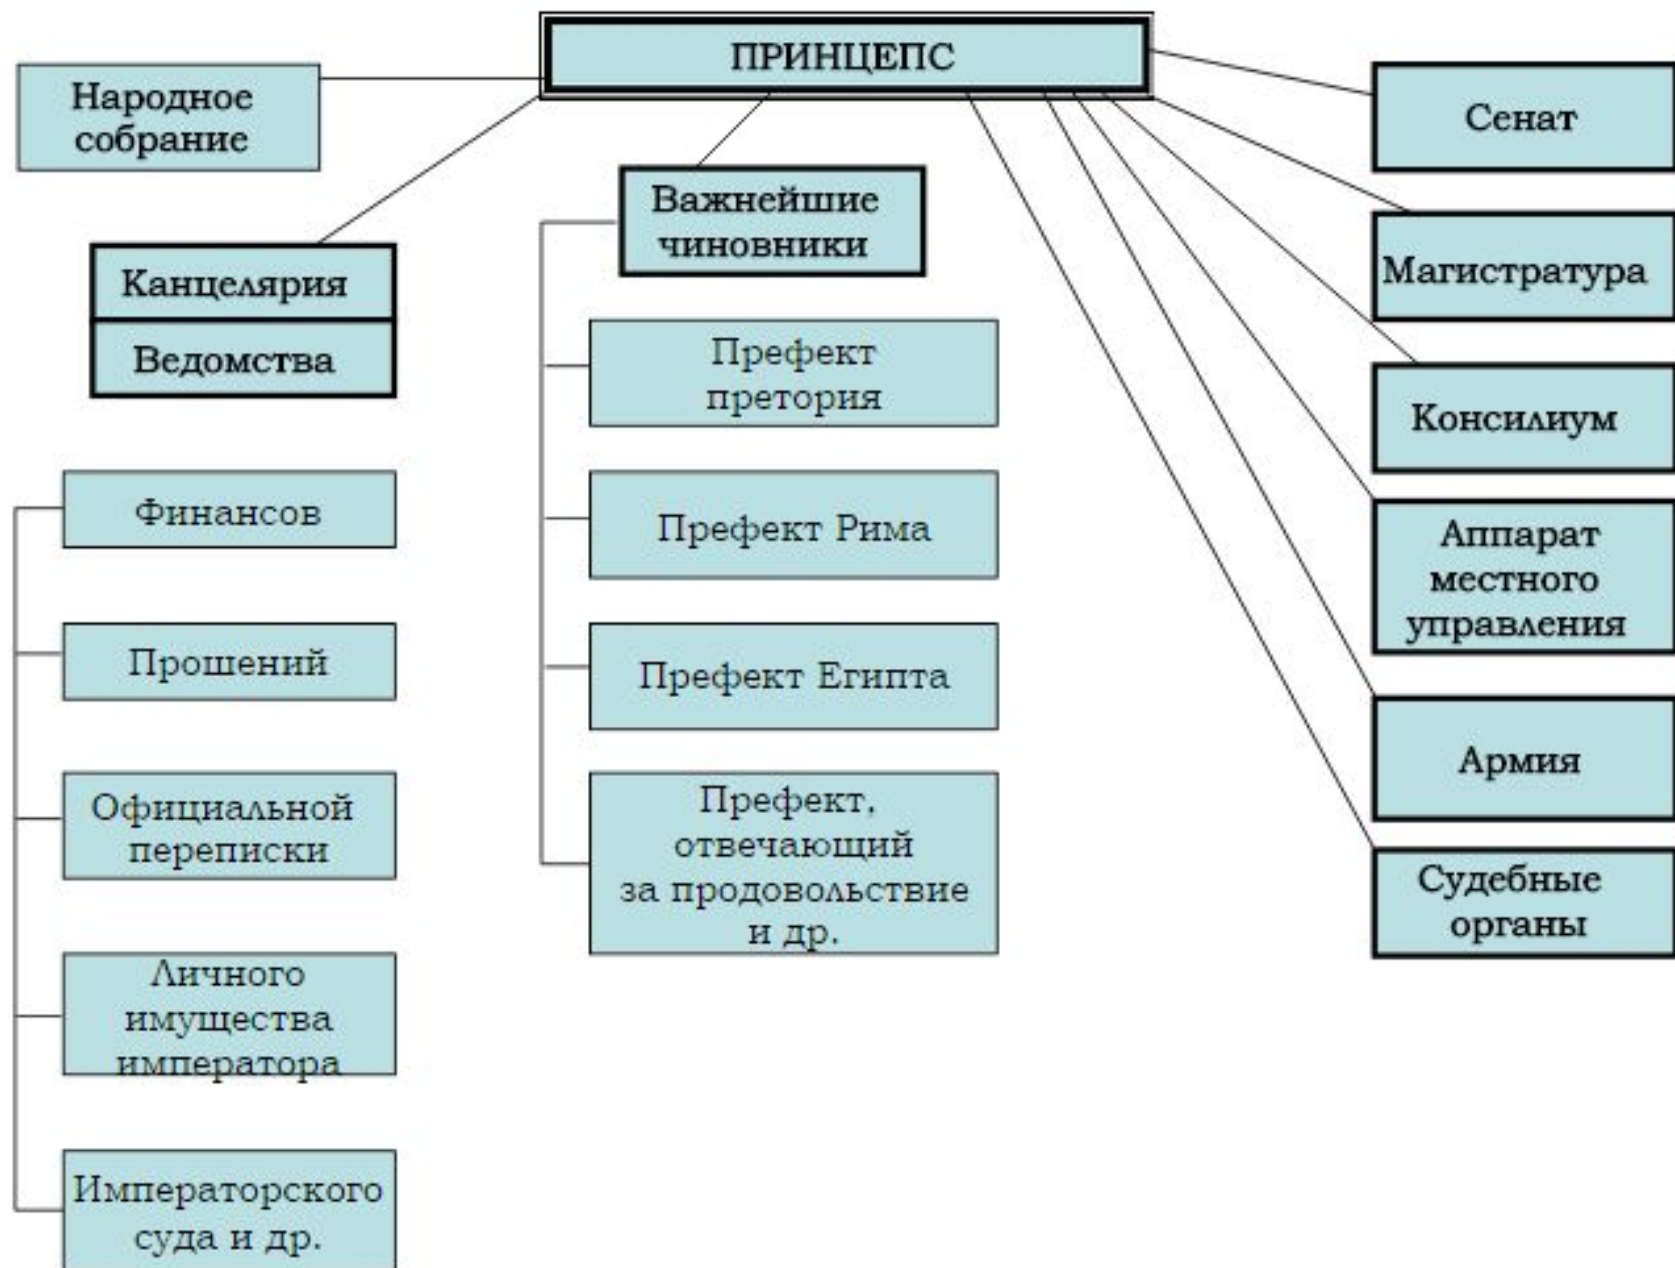 ПРИНЦЕПС
Народное
собрание
Канцелярия
Ведомства
Финансов
Прошений
Официальной
переписки
Личного
имущества
императора
Императорского
суда и др.
Важнейшие
чиновники
Префект
претория
Префект Рима
Префект Египта
Префект,
отвечающий
за продовольствие
и др.
Сенат
Магистратура
Консилиум
Аппарат
местного
управления
Армия
Судебные
органы